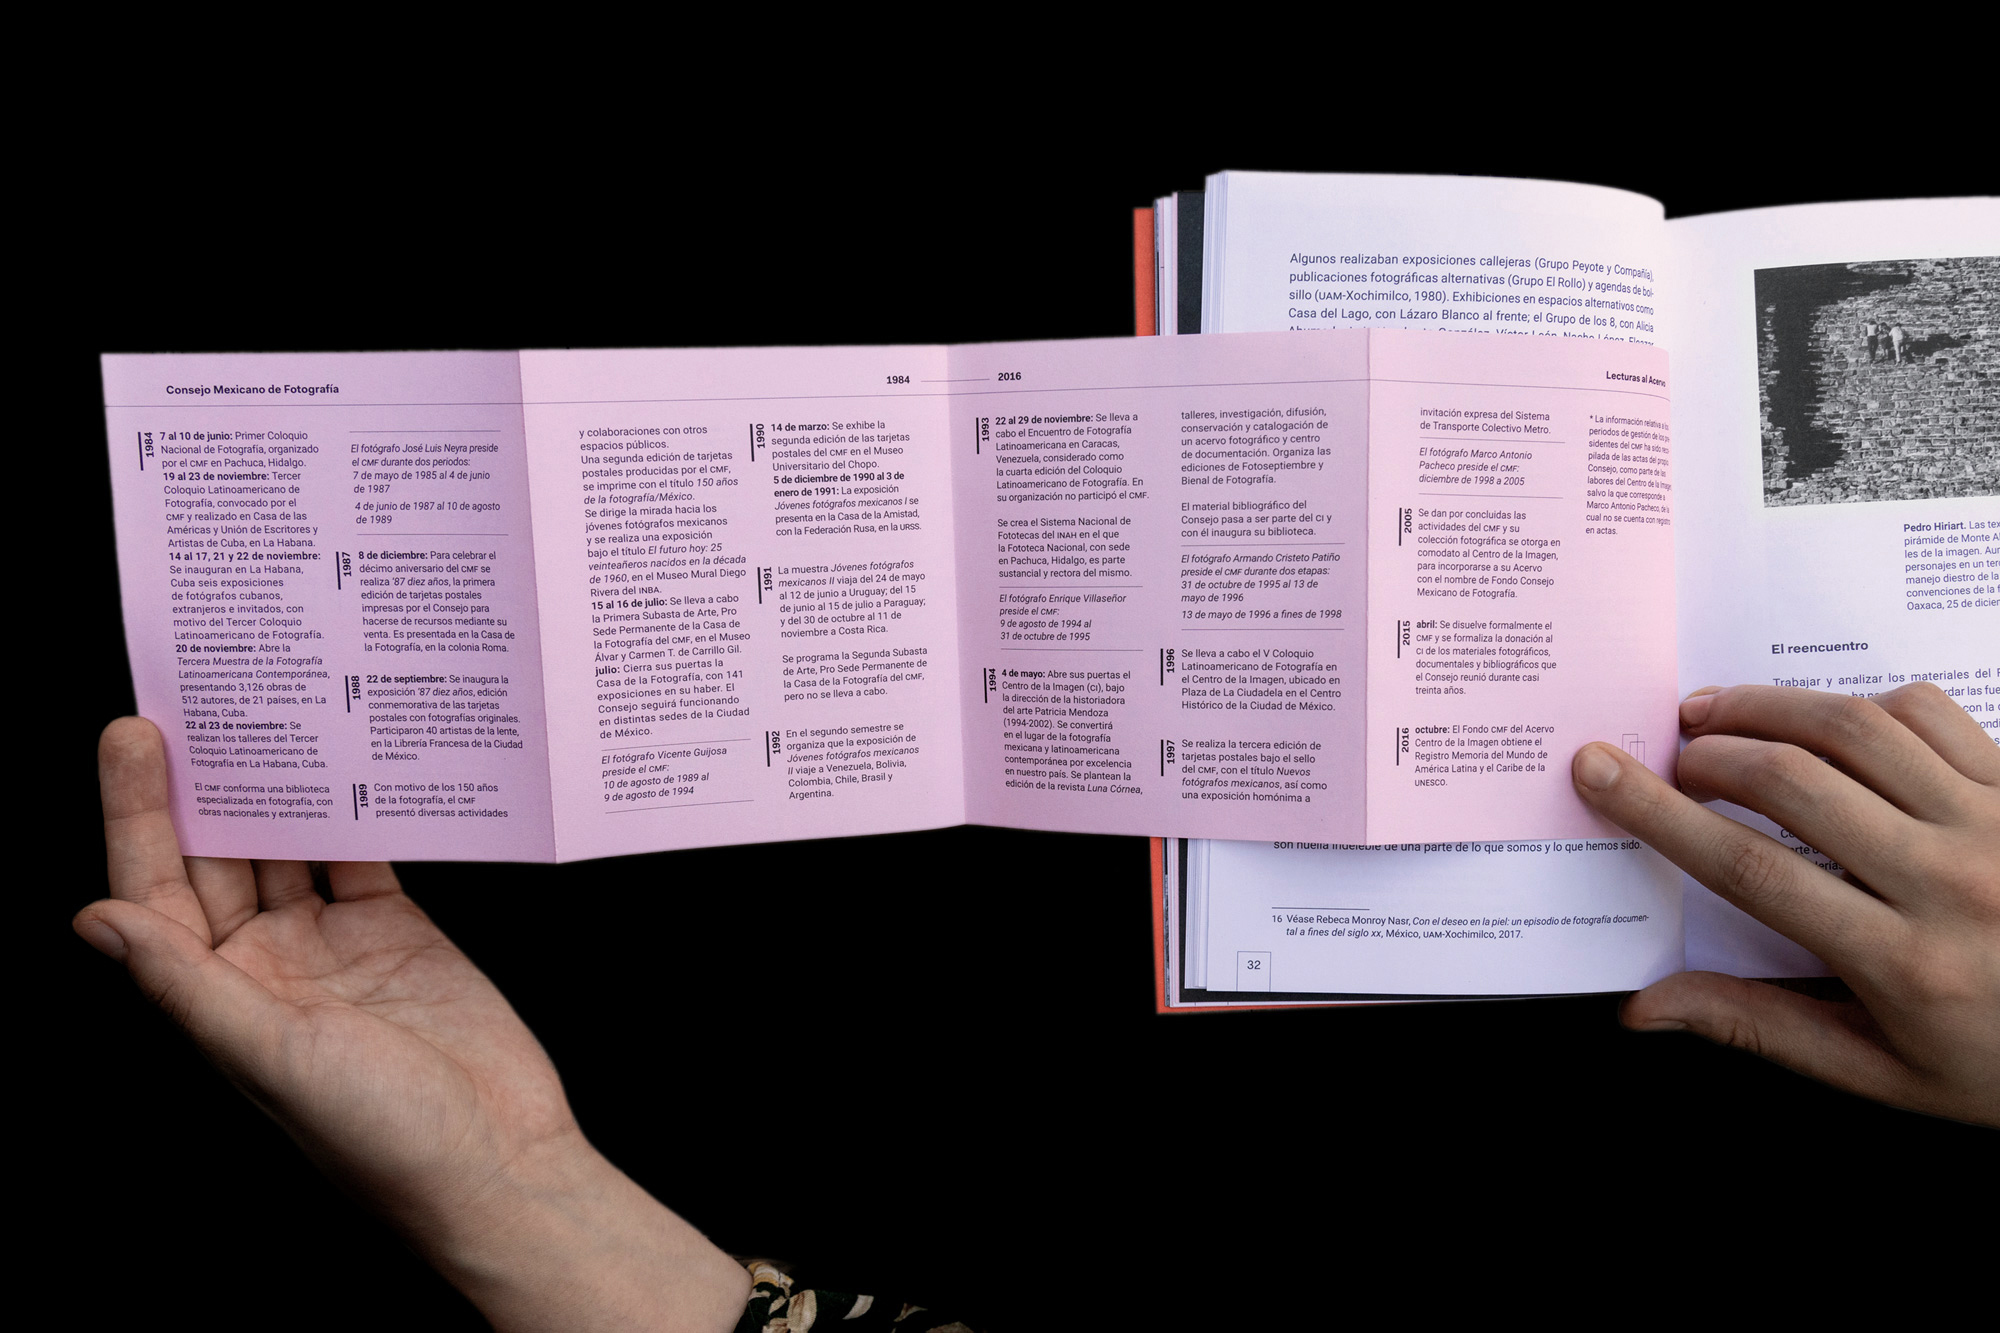 Consejo Mexicano de Fotografía
1984
7 al 10 de junio: Primer Coloquio
Nacional de Fotografía, organizado
por el CMF en Pachuca, Hidalgo.
19 al 23 de noviembre: Tercer
Coloquio Latinoamericano de
Fotografía, convocado por el
CMF y realizado en Casa de las
Américas y Unión de Escritores y
Artistas de Cuba, en La Habana.
14 al 17, 21 y 22 de noviembre:
Se inauguran en La Habana,
Cuba seis exposiciones
de fotógrafos cubanos,
extranjeros e invitados, con
motivo del Tercer Coloquio
Latinoamericano de Fotografía.
20 de noviembre: Abre la
Tercera Muestra de la Fotografía
Latinoamericana Contemporánea,
presentando 3,126 obras de
512 autores, de 21 países, en La
Habana, Cuba.
22 al 23 de noviembre: Se
realizan los talleres del Tercer
Coloquio Latinoamericano de
Fotografía en La Habana, Cuba.
El CMF conforma una biblioteca
especializada en fotografía, con
obras nacionales y extranjeras.
El fotógrafo José Luis Neyra preside
el CMF durante dos periodos:
7 de mayo de 1985 al 4 de junio
de 1987
4 de junio de 1987 al 10 de agosto
de 1989
1987
8 de diciembre: Para celebrar el
décimo aniversario del CMF se
realiza '87 diez años, la primera
edición de tarjetas postales
impresas por el Consejo para
hacerse de recursos mediante su
venta. Es presentada en la Casa de
la Fotografía, en la colonia Roma.
1988
22 de septiembre: Se inaugura la
exposición '87 diez años, edición
conmemorativa de las tarjetas
postales con fotografías originales.
Participaron 40 artistas de la lente,
en la Librería Francesa de la Ciudad
de México.
1989
Con motivo de los 150 años
de la fotografía, el CMF
presentó diversas actividades
y colaboraciones con otros
espacios públicos.
Una segunda edición de tarjetas
postales producidas por el CMF,
se imprime con el título 150 años
de la fotografía/México.
Se dirige la mirada hacia los
jóvenes fotógrafos mexicanos
y se realiza una exposición
bajo el título El futuro hoy: 25
veinteañeros nacidos en la década
de 1960, en el Museo Mural Diego
Rivera del INBA.
15 al 16 de julio: Se lleva a cabo
la Primera Subasta de Arte, Pro
Sede Permanente de la Casa de
la Fotografía del CMF, en el Museo
Álvar y Carmen T. de Carrillo Gil.
julio: Cierra sus puertas la
Casa de la Fotografía, con 141
exposiciones en su haber. El
Consejo seguirá funcionando
en distintas sedes de la Ciudad
de México.
El fotógrafo Vicente Guijosa
preside el CMF:
10 de agosto de 1989 al
9 de agosto de 1994
1984 2016
1990
14 de marzo: Se exhibe la
segunda edición de las tarjetas
postales del CMF en el Museo
Universitario del Chopo.
5 de diciembre de 1990 al 3 de
enero de 1991: La exposición
Jóvenes fotógrafos mexicanos I se
presenta en la Casa de la Amistad,
con la Federación Rusa, en la URSS.
1991
La muestra Jóvenes fotógrafos
mexicanos II viaja del 24 de mayo
al 12 de junio a Uruguay; del 15
de junio al 15 de julio a Paraguay;
y del 30 de octubre al 11 de
noviembre a Costa Rica.
Se programa la Segunda Subasta
de Arte, Pro Sede Permanente de
la Casa de la Fotografía del CMF,
pero no se lleva a cabo.
1992
En el segundo semestre se
organiza que la exposición de
Jóvenes fotógrafos mexicanos
II viaje a Venezuela, Bolivia,
Colombia, Chile, Brasil y
Argentina.
1993
22 al 29 de noviembre: Se lleva a
cabo el Encuentro de Fotografía
Latinoamericana en Caracas,
Venezuela, considerado como
la cuarta edición del Coloquio
Latinoamericano de Fotografía. En
su organización no participó el CMF.
Se crea el Sistema Nacional de
Fototecas del INAH en el que
la Fototeca Nacional, con sede
en Pachuca, Hidalgo, es parte
sustancial y rectora del mismo.
El fotógrafo Enrique Villaseñor
preside el CMF:
9 de agosto de 1994 al
31 de octubre de 1995
1994
4 de mayo: Abre sus puertas el
Centro de la Imagen (CI), bajo
la dirección de la historiadora
del arte Patricia Mendoza
(1994-2002). Se convertirá
en el lugar de la fotografía
mexicana y latinoamericana
contemporánea por excelencia
en nuestro país. Se plantean la
edición de la revista Luna Córnea,
talleres, investigación, difusión,
conservación y catalogación de
un acervo fotográfico y centro
de documentación. Organiza las
ediciones de Fotoseptiembre y
Bienal de Fotografía.
El material bibliográfico del
Consejo pasa a ser parte del CI y
con él inaugura su biblioteca.
El fotógrafo Armando Cristeto Patiño
preside el CMF durante dos etapas:
31 de octubre de 1995 al 13 de
mayo de 1996
13 de mayo de 1996 a fines de 1998
1996
Se lleva a cabo el V Coloquio
Latinoamericano de Fotografía en
el Centro de la Imagen, ubicado en
Plaza de La Ciudadela en el Centro
Histórico de la Ciudad de México.
1997
Se realiza la tercera edición de
tarjetas postales bajo el sello
del CMF, con el título Nuevos
fotógrafos mexicanos, así como
una exposición homónima a
Lecturas al Acervo
invitación expresa del Sistema
de Transporte Colectivo Metro.
El fotógrafo Marco Antonio
Pacheco preside el CMF:
diciembre de 1998 a 2005
2005
Se dan por concluidas las
actividades del CMF y su
colección fotográfica se otorga en
comodato al Centro de la Imagen,
para incorporarse a su Acervo
con el nombre de Fondo Consejo
Mexicano de Fotografía.
2015
abril: Se disuelve formalmente el
CMF y se formaliza la donación al
CI de los materiales fotográficos,
documentales y bibliográficos que
el Consejo reunió durante casi
treinta años.
2016
octubre: El Fondo CMF del Acervo
Centro de la Imagen obtiene el
Registro Memoria del Mundo de
América Latina y el Caribe de la
UNESCO.
* La información relativa a los
periodos de gestión de los pre
sidentes del CMF ha sido reco
pilada de las actas del propio
Consejo, como parte de las
labores del Centro de la Imagen
salvo la que corresponde a
Marco Antonio Pacheco, de la
cual no se cuenta con registro
en actas.
Algunos realizaban exposiciones callejeras (Grupo Peyote y Compañía),
publicaciones fotográficas alternativas (Grupo El Rollo) y agendas de bol-
sillo (UAM-Xochimilco, 1980). Exhibiciones en espacios alternativos como
Casa del Lago, con Lázaro Blanco al frente; el Grupo de los 8, con Alicia
González, Víctor León, Nacho López,
son huella indeleble de una parte de lo que somos y lo que hemos sido.
16 Véase Rebeca Monroy Nasr, Con el deseo en la piel: un episodio de fotografía documen-
tal a fines del siglo XX, México, UAM-Xochimilco, 2017.
32
Pedro Hiriart. Las
pirámide de Monte
les de la imagen.
personajes en un
manejo diestro de la
convenciones de la
Oaxaca, 25 de
El reencuentro
Trabajar y analizar los materiales del
las
con la